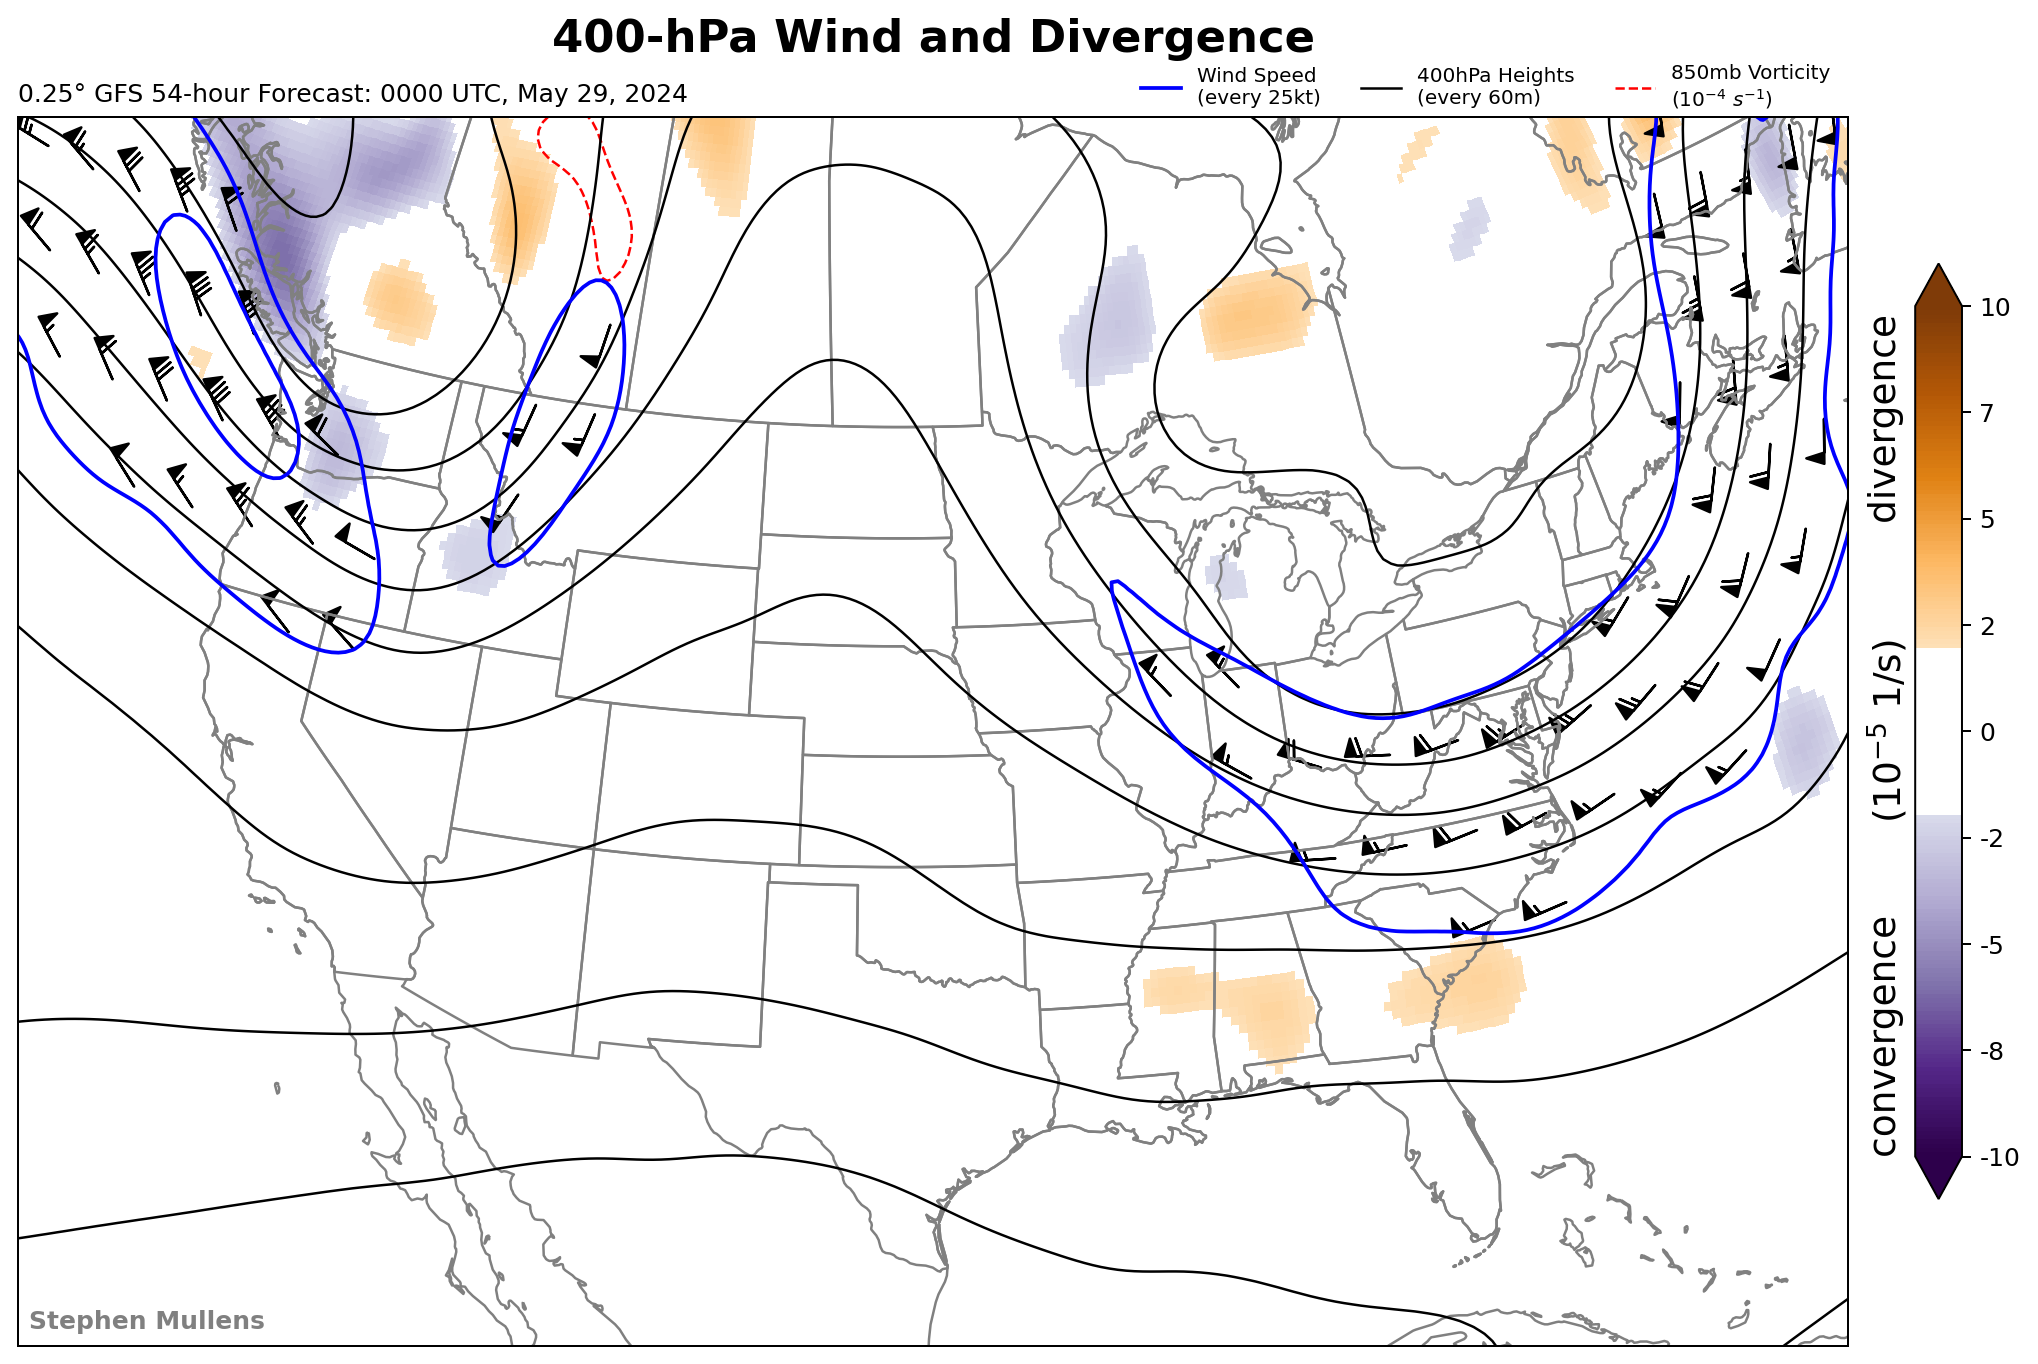 400-hPa Wind and Divergence
0.25° GFS 54-hour Forecast: 0000 UTC, May 29, 2024
Wind Speed
(every 25kt)
400hPa Heights
(every 60m)
850mb Vorticity
(10⁻⁴ s⁻¹)
10
7
5
2
0
-2
-5
-8
-10
convergence (10⁻⁵ 1/s) divergence
Stephen Mullens